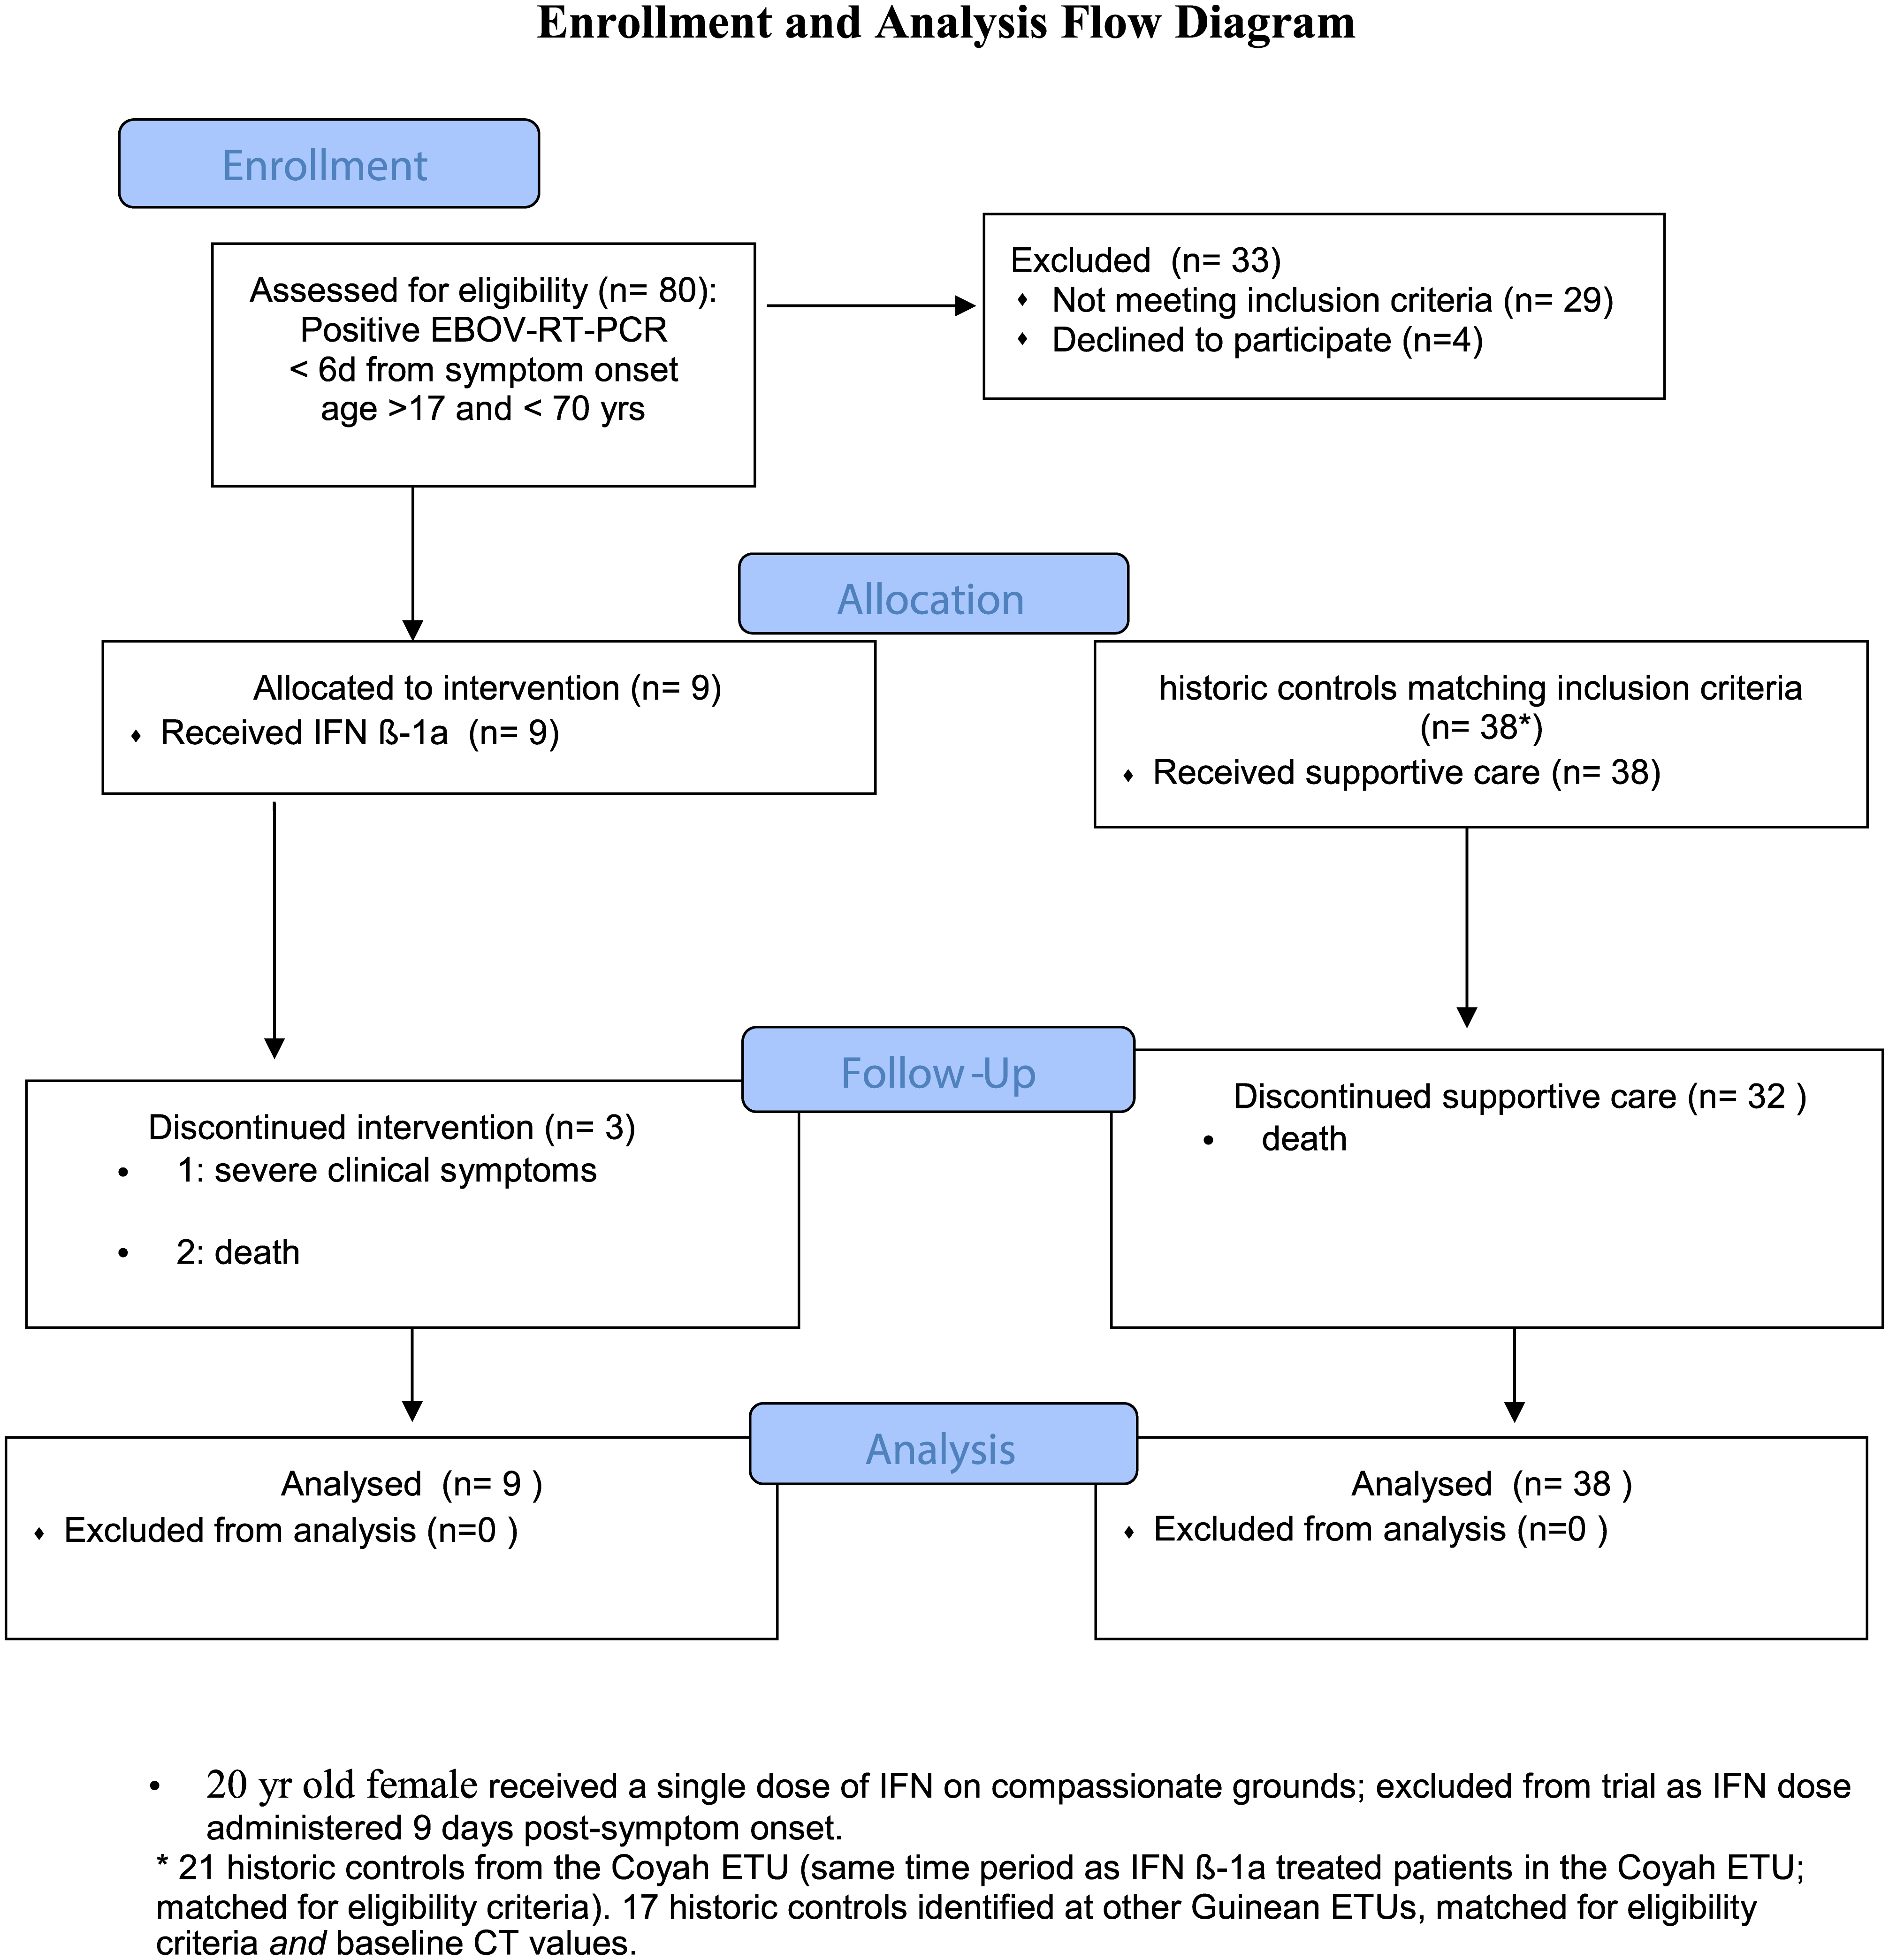 Enrollment and Analysis Flow Diagram
Enrollment
Assessed for eligibility (n= 80):
Positive EBOV-RT-PCR
< 6d from symptom onset
age >17 and < 70 yrs
Excluded (n= 33)
♦ Not meeting inclusion criteria (n= 29)
♦ Declined to participate (n=4)
Allocation
Allocated to intervention (n= 9)
♦ Received IFN ß-1a (n= 9)
historic controls matching inclusion criteria
(n= 38*)
♦ Received supportive care (n= 38)
Follow-Up
Discontinued intervention (n= 3)
• 1: severe clinical symptoms
• 2: death
Discontinued supportive care (n= 32 )
• death
Analysis
Analysed (n= 9 )
♦ Excluded from analysis (n=0 )
Analysed (n= 38 )
♦ Excluded from analysis (n=0 )
• 20 yr old female received a single dose of IFN on compassionate grounds; excluded from trial as IFN dose
administered 9 days post-symptom onset.
* 21 historic controls from the Coyah ETU (same time period as IFN ß-1a treated patients in the Coyah ETU;
matched for eligibility criteria). 17 historic controls identified at other Guinean ETUs, matched for eligibility
criteria and baseline CT values.